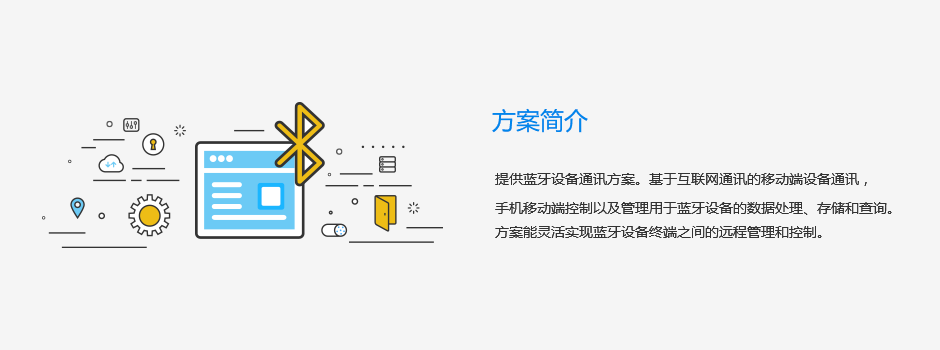 方案简介
提供蓝牙设备通讯方案。基于互联网通讯的移动端设备通讯，
手机移动端控制以及管理用于蓝牙设备的数据处理、存储和查询。
方案能灵活实现蓝牙设备终端之间的远程管理和控制。